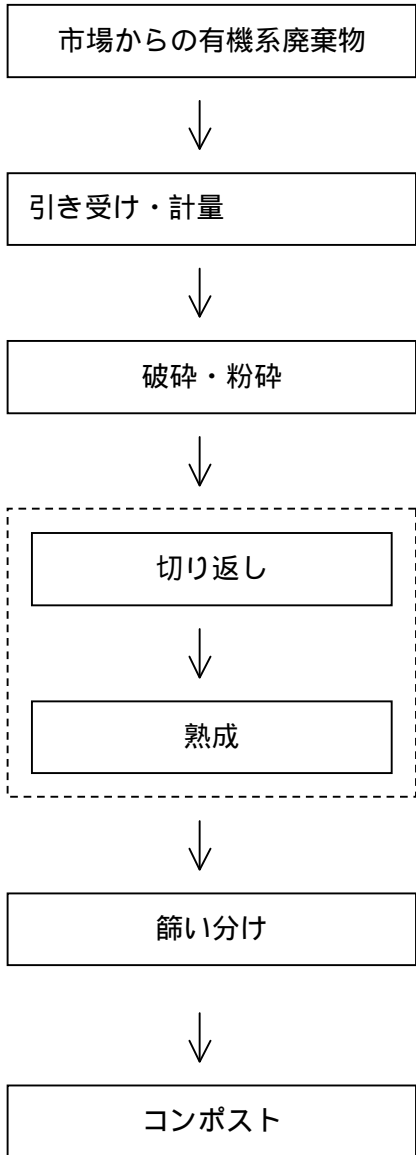 市場からの有機系廃棄物
引き受け・計量
破砕・粉砕
切り返し
熟成
篩い分け
コンポスト